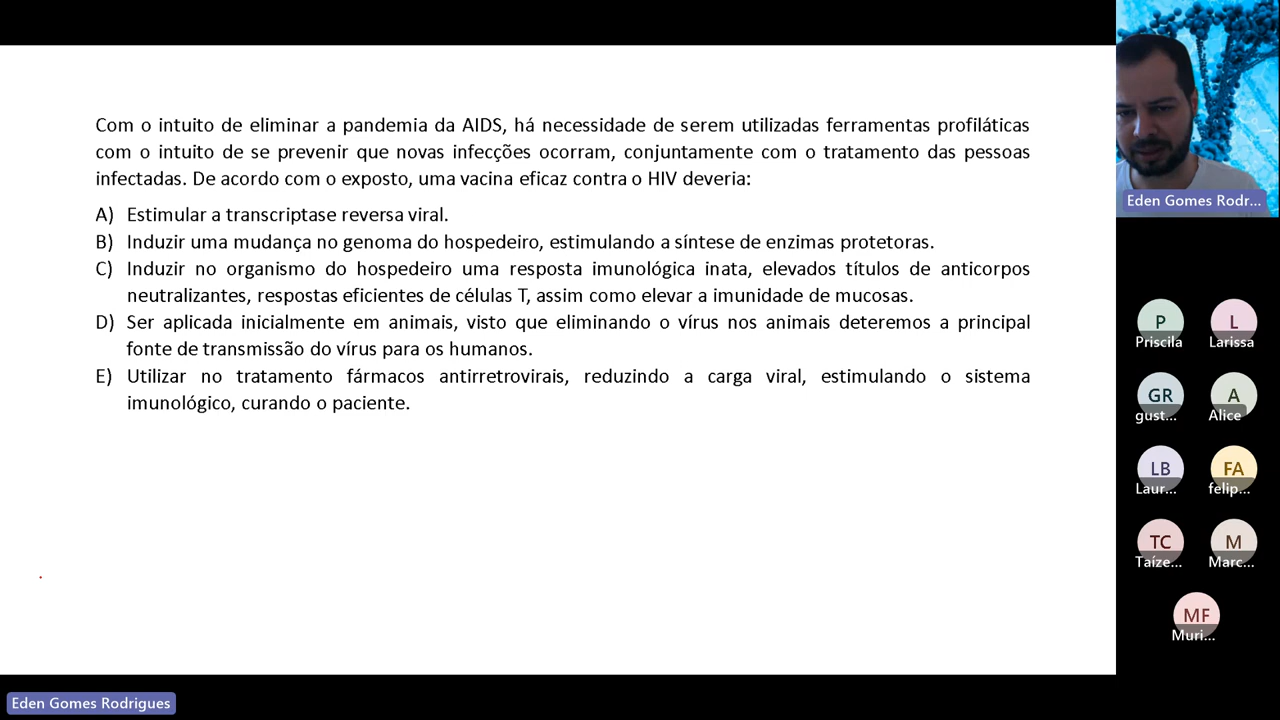 Com o intuito de eliminar a pandemia da AIDS, há necessidade de serem utilizadas ferramentas profiláticas
com o intuito de se prevenir que novas infecções ocorram, conjuntamente com o tratamento das pessoas
infectadas. De acordo com o exposto, uma vacina eficaz contra o HIV deveria:
A) Estimular a transcriptase reversa viral.
B) Induzir uma mudança no genoma do hospedeiro, estimulando a síntese de enzimas protetoras.
C) Induzir no organismo do hospedeiro uma resposta imunológica inata, elevados títulos de anticorpos
neutralizantes, respostas eficientes de células T, assim como elevar a imunidade de mucosas.
D) Ser aplicada inicialmente em animais, visto que eliminando o vírus nos animais deteremos a principal
fonte de transmissão do vírus para os humanos.
E) Utilizar no tratamento fármacos antirretrovirais, reduzindo a carga viral, estimulando o sistema
imunológico, curando o paciente.
Eden Gomes Rodr...
P
Priscila
L
Larissa
GR
gust...
A
Alice
LB
Laur...
FA
felip...
TC
Taíze...
M
Marc...
MF
Muri...
Eden Gomes Rodrigues